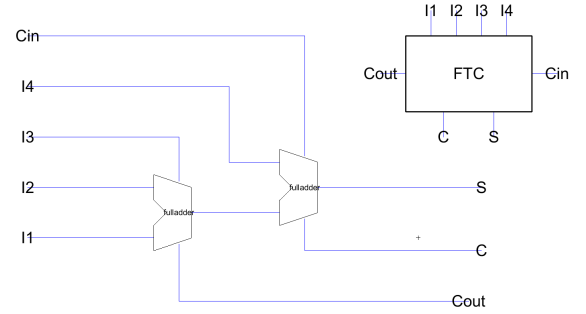 I1 I2 I3 I4
Cin
Cout FTC Cin
I4
C S
I3
fulladder
I2 S
fulladder
I1
C
Cout